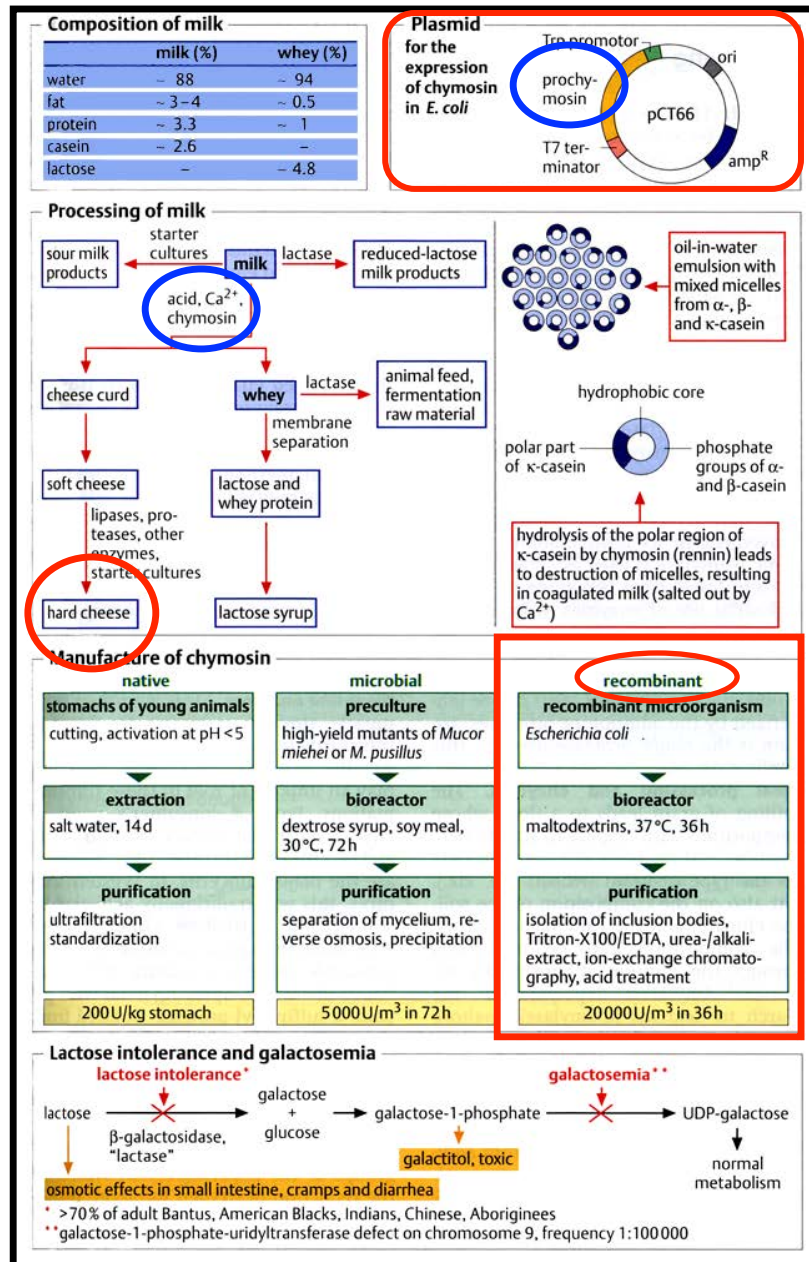 Composition of milk
milk (%) whey (%)
water ~ 88 ~ 94
fat ~ 3–4 ~ 0.5
protein ~ 3.3 ~ 1
casein ~ 2.6 –
lactose – ~ 4.8
Plasmid
for the
expression
of chymosin
in E. coli
Trp promotor
ori
prochy-
mosin
pCT66
T7 ter-
minator
ampR
Processing of milk
sour milk
products
starter
cultures
milk
lactase
reduced-lactose
milk products
acid, Ca2+,
chymosin
cheese curd
whey
lactase
animal feed,
fermentation
raw material
membrane
separation
soft cheese
lactose and
whey protein
lipases, pro-
teases, other
enzymes,
starter cultures
hard cheese
lactose syrup
oil-in-water
emulsion with
mixed micelles
from α-, β-
and κ-casein
hydrophobic core
polar part
of κ-casein
phosphate
groups of α-
and β-casein
hydrolysis of the polar region of
κ-casein by chymosin (rennin) leads
to destruction of micelles, resulting
in coagulated milk (salted out by
Ca2+)
Manufacture of chymosin
native
stomachs of young animals
cutting, activation at pH <5
extraction
salt water, 14 d
purification
ultrafiltration
standardization
200 U/kg stomach
microbial
preculture
high-yield mutants of Mucor
miehei or M. pusillus
bioreactor
dextrose syrup, soy meal,
30 °C, 72 h
purification
separation of mycelium, re-
verse osmosis, precipitation
5 000 U/m3 in 72 h
recombinant
recombinant microorganism
Escherichia coli
bioreactor
maltodextrins, 37 °C, 36 h
purification
isolation of inclusion bodies,
Tritron-X100/EDTA, urea-/alkali-
extract, ion-exchange chromato-
graphy, acid treatment
20 000 U/m3 in 36 h
Lactose intolerance and galactosemia
lactose intolerance*
galactosemia**
lactose
β-galactosidase,
"lactase"
galactose
+
glucose
galactose-1-phosphate
UDP-galactose
galactitol, toxic
normal
metabolism
osmotic effects in small intestine, cramps and diarrhea
* >70 % of adult Bantus, American Blacks, Indians, Chinese, Aboriginees
**galactose-1-phosphate-uridyltransferase defect on chromosome 9, frequency 1:100 000